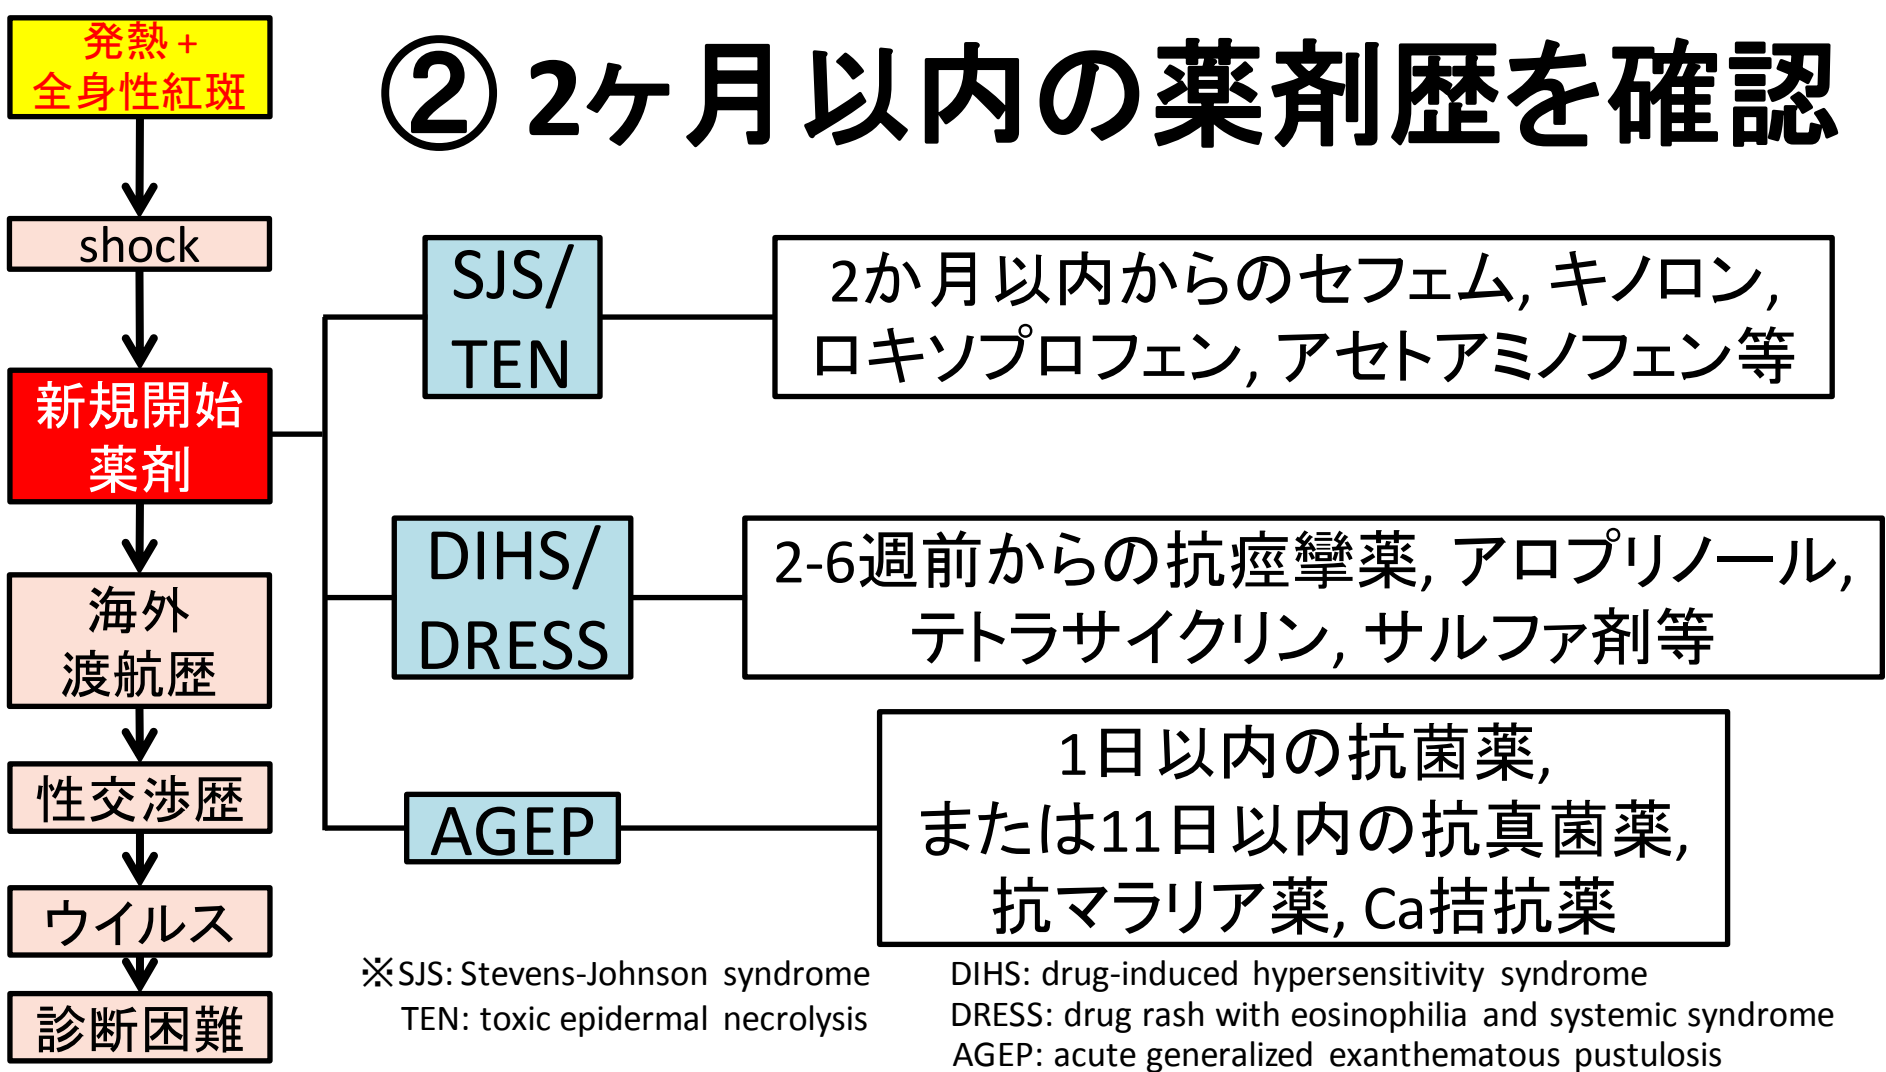 発熱+
全身性紅斑
② 2ヶ月以内の薬剤歴を確認
shock
新規開始
薬剤
海外
渡航歴
性交渉歴
ウイルス
診断困難
SJS/
TEN
2か月以内からのセフェム, キノロン,
ロキソプロフェン, アセトアミノフェン等
DIHS/
DRESS
2-6週前からの抗痙攣薬, アロプリノール,
テトラサイクリン, サルファ剤等
AGEP
1日以内の抗菌薬,
または11日以内の抗真菌薬,
抗マラリア薬, Ca拮抗薬
※SJS: Stevens-Johnson syndrome
TEN: toxic epidermal necrolysis
DIHS: drug-induced hypersensitivity syndrome
DRESS: drug rash with eosinophilia and systemic syndrome
AGEP: acute generalized exanthematous pustulosis